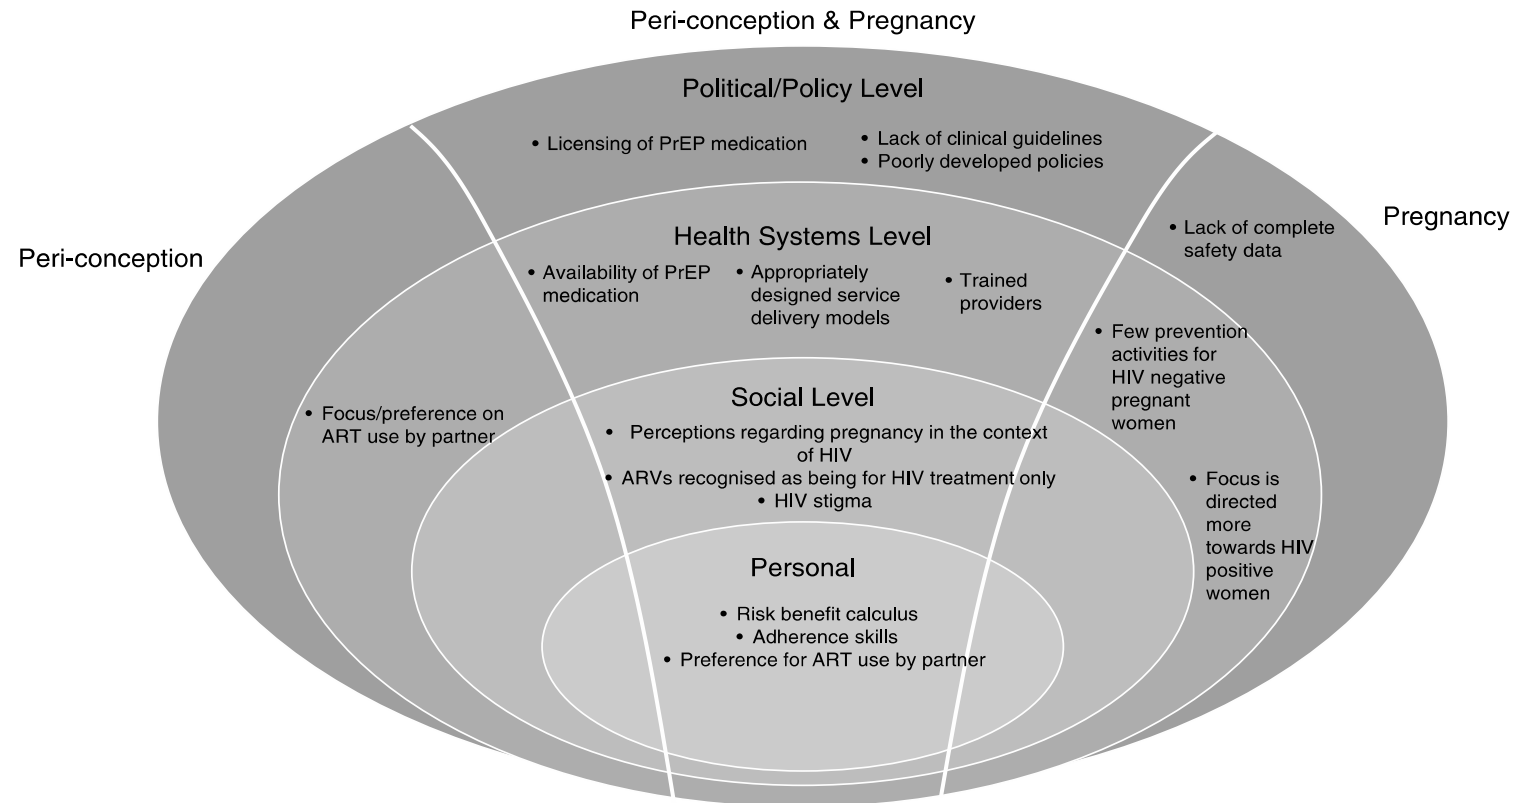 Peri-conception & Pregnancy
Political/Policy Level
• Licensing of PrEP medication
• Lack of clinical guidelines
• Poorly developed policies
Peri-conception
Pregnancy
• Lack of complete
safety data
Health Systems Level
• Availability of PrEP
medication
• Appropriately
designed service
delivery models
• Trained
providers
• Few prevention
activities for
HIV negative
pregnant
women
• Focus/preference on
ART use by partner
Social Level
• Perceptions regarding pregnancy in the context
of HIV
• ARVs recognised as being for HIV treatment only
• HIV stigma
• Focus is
directed
more
towards HIV
positive
women
Personal
• Risk benefit calculus
• Adherence skills
• Preference for ART use by partner